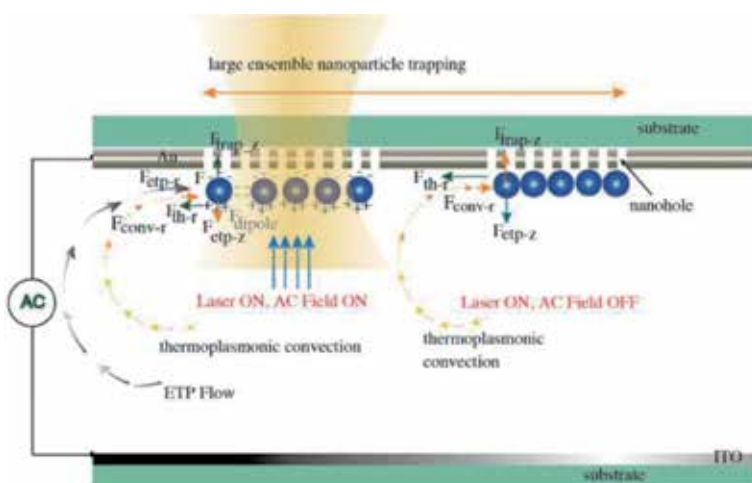 large ensemble nanoparticle trapping
substrate
Au
F_trap-z
F_trap-z
F_etp-r
F_th-r
nanohole
F_conv-r
F_th-r
F_dipole
F_etp-z
F_conv-r
F_etp-z
AC
Laser ON, AC Field ON
Laser ON, AC Field OFF
thermoplasmonic convection
thermoplasmonic
convection
ETP Flow
ITO
substrate